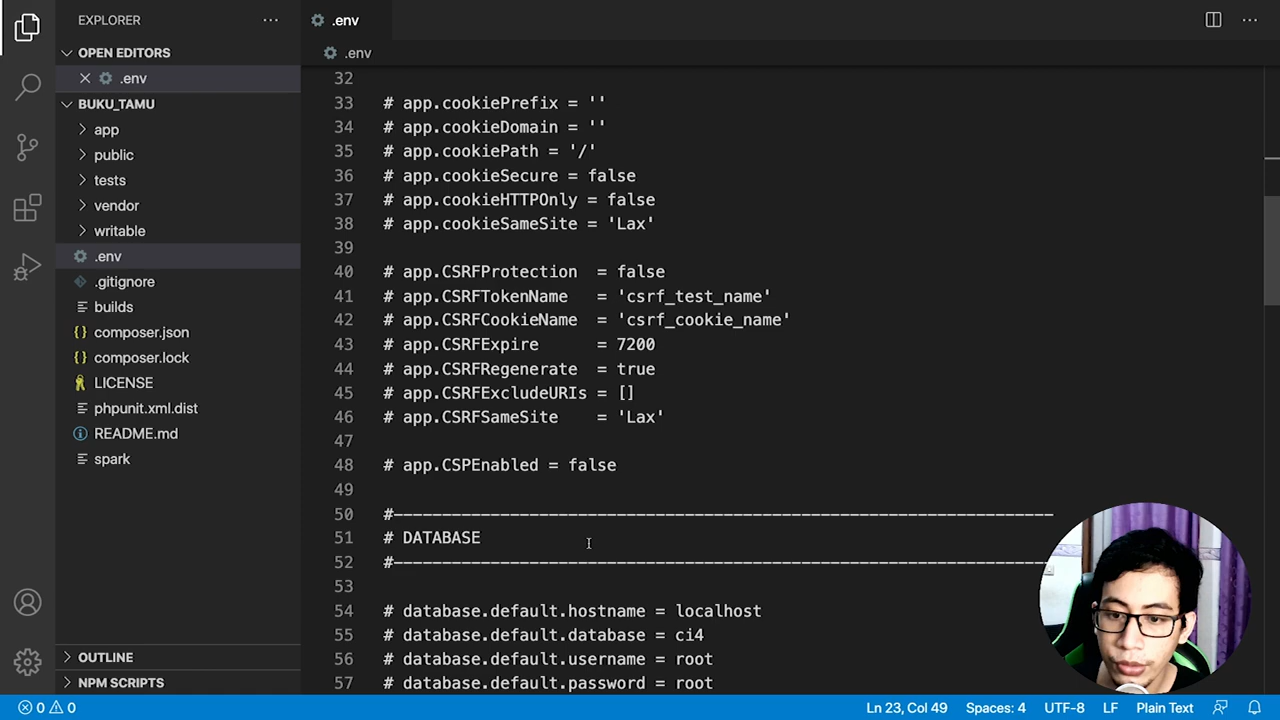 EXPLORER
.env
OPEN EDITORS
.env
.env
BUKU_TAMU
app
public
tests
vendor
writable
.env
.gitignore
builds
composer.json
composer.lock
LICENSE
phpunit.xml.dist
README.md
spark
OUTLINE
NPM SCRIPTS
32
33 # app.cookiePrefix = ''
34 # app.cookieDomain = ''
35 # app.cookiePath = '/'
36 # app.cookieSecure = false
37 # app.cookieHTTPOnly = false
38 # app.cookieSameSite = 'Lax'
39
40 # app.CSRFProtection  = false
41 # app.CSRFTokenName   = 'csrf_test_name'
42 # app.CSRFCookieName  = 'csrf_cookie_name'
43 # app.CSRFExpire      = 7200
44 # app.CSRFRegenerate  = true
45 # app.CSRFExcludeURIs = []
46 # app.CSRFSameSite    = 'Lax'
47
48 # app.CSPEnabled = false
49
50 #--------------------------------------------------------------------
51 # DATABASE
52 #--------------------------------------------------------------------
53
54 # database.default.hostname = localhost
55 # database.default.database = ci4
56 # database.default.username = root
57 # database.default.password = root
0 0
Ln 23, Col 49
Spaces: 4
UTF-8
LF
Plain Text